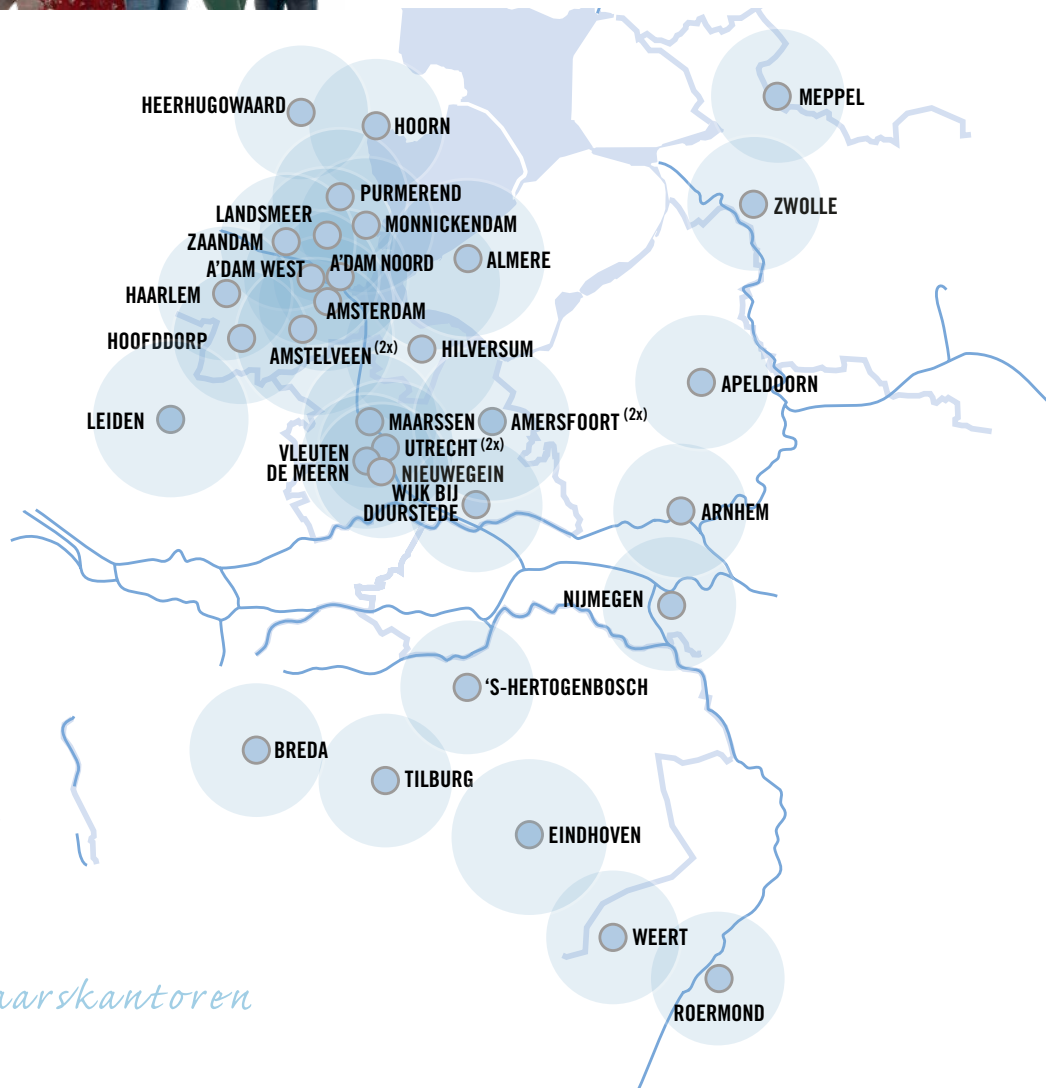 MEPPEL
HEERHUGOWAARD
HOORN
PURMEREND
ZWOLLE
LANDSMEER
MONNICKENDAM
ZAANDAM
A'DAM WEST
A'DAM NOORD
ALMERE
HAARLEM
AMSTERDAM
HOOFDDORP
AMSTELVEEN (2x)
HILVERSUM
APELDOORN
LEIDEN
MAARSSEN
AMERSFOORT (2x)
UTRECHT (2x)
VLEUTEN
DE MEERN
NIEUWEGEIN
WIJK BIJ
DUURSTEDE
ARNHEM
NIJMEGEN
‘S-HERTOGENBOSCH
BREDA
TILBURG
EINDHOVEN
WEERT
aarskantoren
ROERMOND